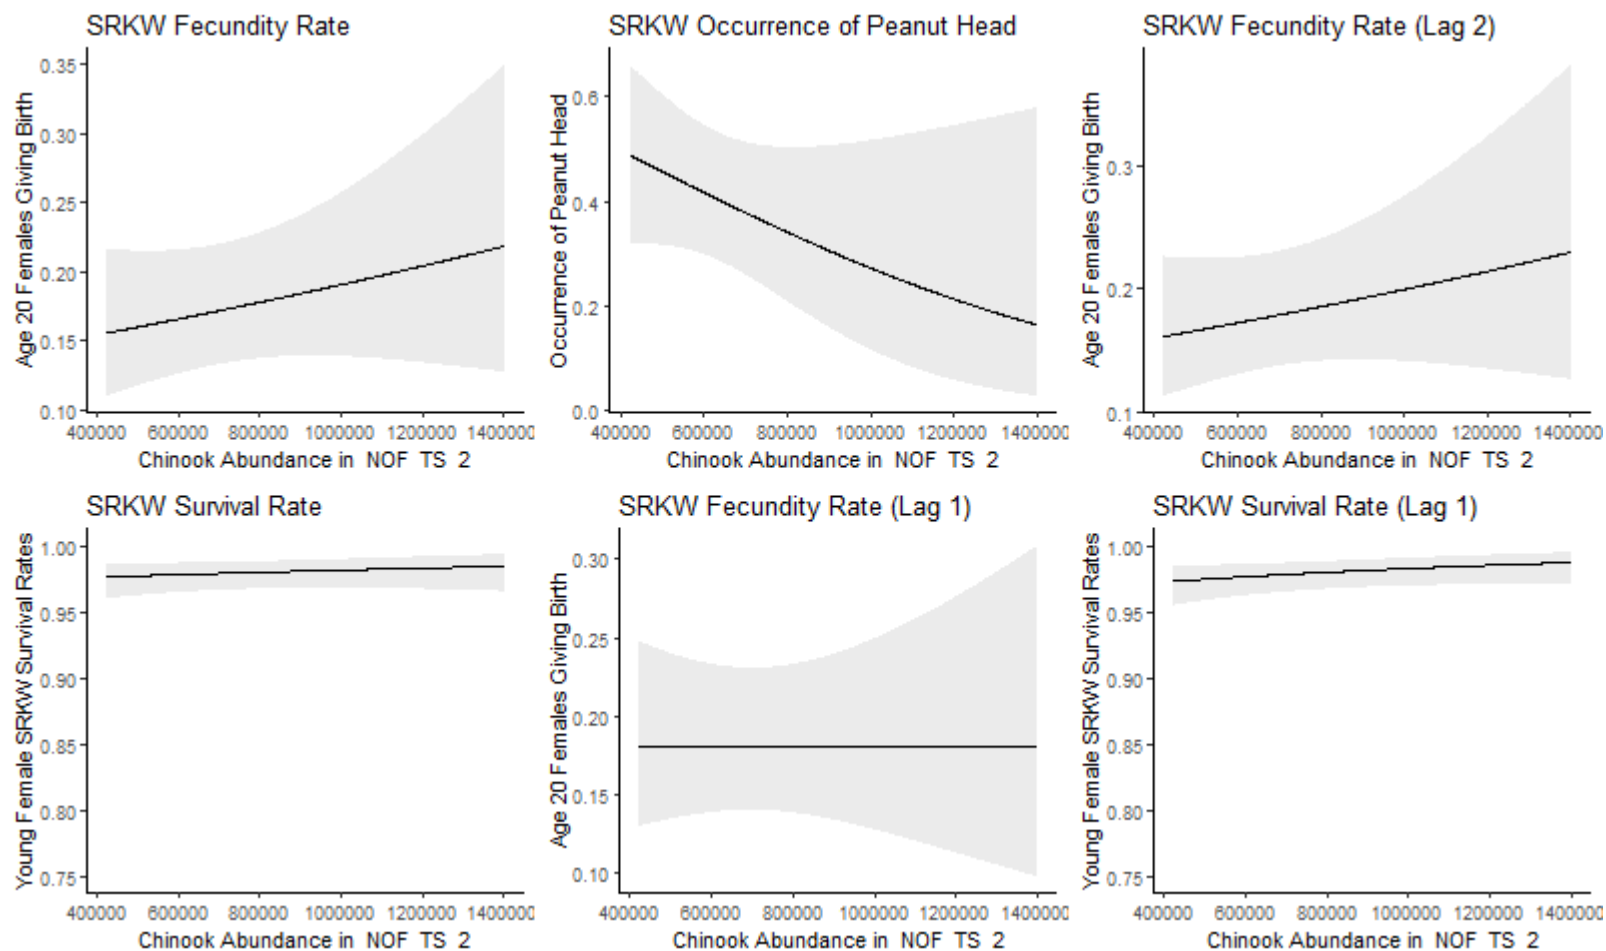 SRKW Fecundity Rate
Age 20 Females Giving Birth
0.35
0.30
0.25
0.20
0.15
0.10
400000 600000 800000 1000000 1200000 1400000
Chinook Abundance in NOF TS 2
SRKW Occurrence of Peanut Head
Occurrence of Peanut Head
0.6
0.4
0.2
0.0
400000 600000 800000 1000000 1200000 1400000
Chinook Abundance in NOF TS 2
SRKW Fecundity Rate (Lag 2)
Age 20 Females Giving Birth
0.3
0.2
0.1
400000 600000 800000 1000000 1200000 1400000
Chinook Abundance in NOF TS 2
SRKW Survival Rate
Young Female SRKW Survival Rates
1.00
0.95
0.90
0.85
0.80
0.75
400000 600000 800000 1000000 1200000 1400000
Chinook Abundance in NOF TS 2
SRKW Fecundity Rate (Lag 1)
Age 20 Females Giving Birth
0.30
0.25
0.20
0.15
0.10
400000 600000 800000 1000000 1200000 1400000
Chinook Abundance in NOF TS 2
SRKW Survival Rate (Lag 1)
Young Female SRKW Survival Rates
1.00
0.95
0.90
0.85
0.80
0.75
400000 600000 800000 1000000 1200000 1400000
Chinook Abundance in NOF TS 2